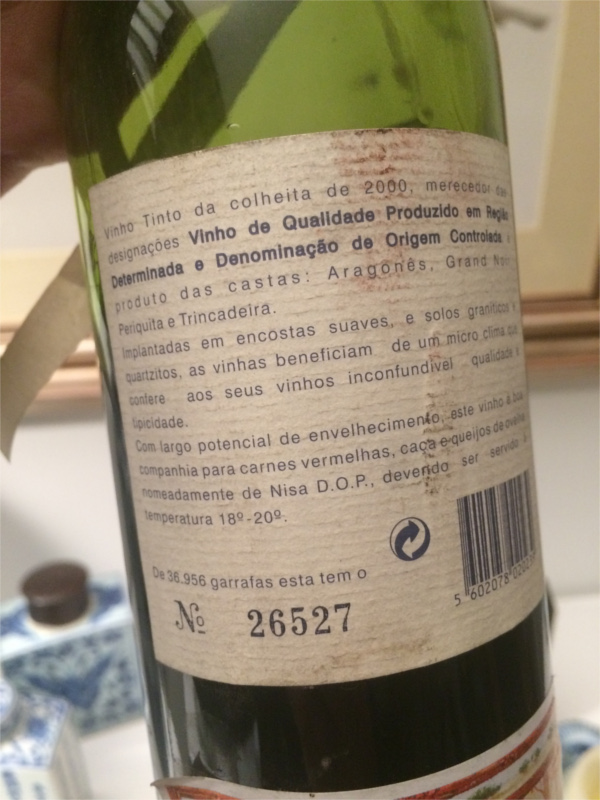 Vinho Tinto da colheita de 2000, merecedor das
designações Vinho de Qualidade Produzido em Região
Determinada e Denominação de Origem Controlada, é
produto das castas: Aragonês, Grand Noir,
Periquita e Trincadeira.
Implantadas em encostas suaves, e solos graníticos e
quartzitos, as vinhas beneficiam de um micro clima que
confere aos seus vinhos inconfundível qualidade e
tipicidade.
Com largo potencial de envelhecimento, este vinho é boa
companhia para carnes vermelhas, caça e queijos de ovelha,
nomeadamente de Nisa D.O.P., devendo ser servido à
temperatura 18º-20º.
De 36.956 garrafas esta tem o
№ 26527
5 602078